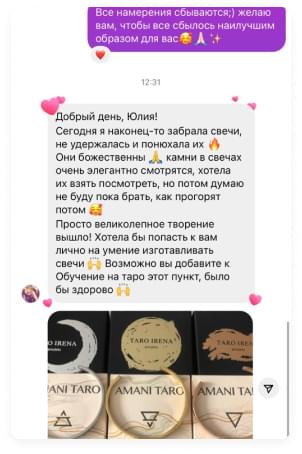 Все намерения сбываются;) желаю
вам, чтобы все сбылось наилучшим
образом для вас🥰🙏✨
12:31
Добрый день, Юлия!
Сегодня я наконец-то забрала свечи,
не удержалась и понюхала их 🔥
Они божественны 🙏 камни в свечах
очень элегантно смотрятся, хотела
их взять посмотреть, но потом думаю
не буду пока брать, как прогорят
потом 🥰
Просто великолепное творение
вышло! Хотела бы попасть к вам
лично на умение изготавливать
свечи 🙌 Возможно вы добавите к
Обучение на таро этот пункт, было
бы здорово 🙌
TARO IRENA
AMANI TARO
AMANI TARO
AMANI TARO